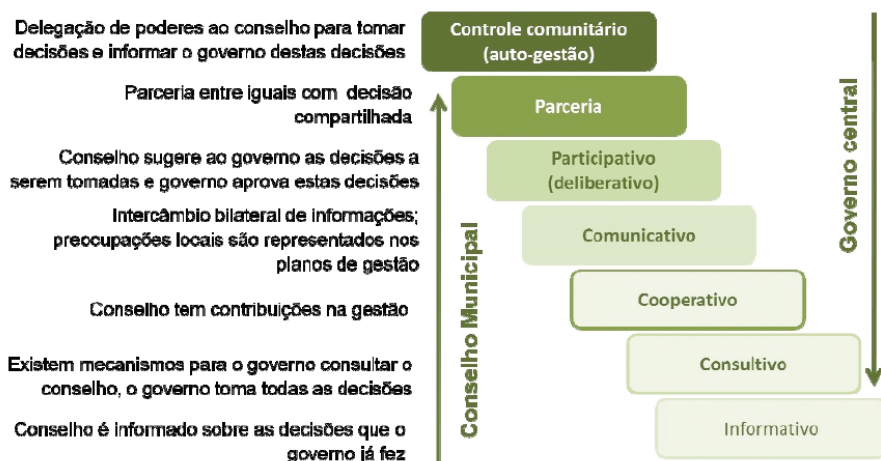 Delegação de poderes ao conselho para tomar
decisões e informar o governo destas decisões
Controle comunitário
(auto-gestão)
Parceria entre iguais com decisão
compartilhada
Parceria
Conselho sugere ao governo as decisões a
serem tomadas e governo aprova estas decisões
Participativo
(deliberativo)
Intercâmbio bilateral de informações;
preocupações locais são representados nos
planos de gestão
Comunicativo
Conselho tem contribuições na gestão
Cooperativo
Existem mecanismos para o governo consultar o
conselho, o governo toma todas as decisões
Consultivo
Conselho é informado sobre as decisões que o
governo já fez
Informativo
Conselho Municipal
Governo central